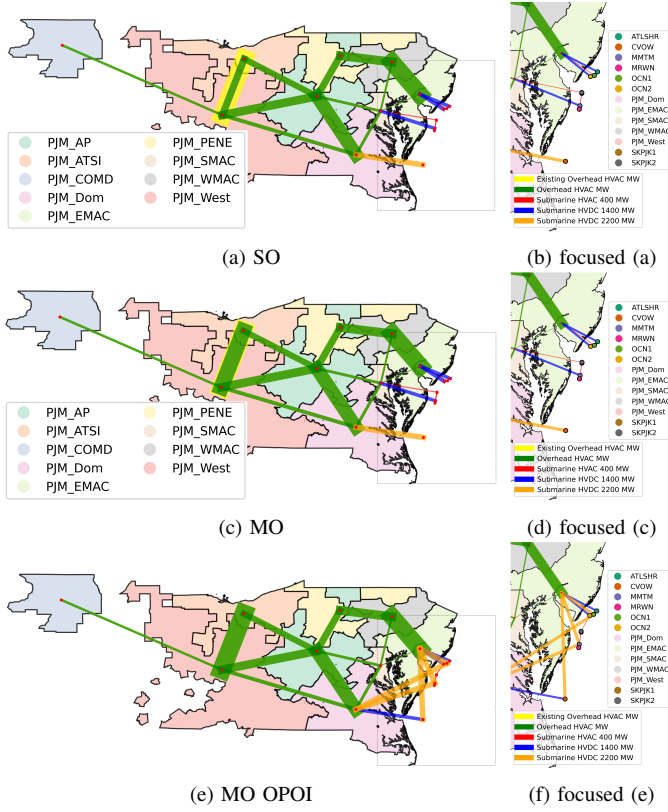 PJM_AP
PJM_ATSI
PJM_COMD
PJM_Dom
PJM_EMAC
PJM_PENE
PJM_SMAC
PJM_WMAC
PJM_West
(a) SO
ATLSHR
CVOW
MMTM
MRWN
OCN1
OCN2
PJM_Dom
PJM_EMAC
PJM_SMAC
PJM_WMAC
PJM_West
SKPJK1
SKPJK2
Existing Overhead HVAC MW
Overhead HVAC MW
Submarine HVAC 400 MW
Submarine HVDC 1400 MW
Submarine HVDC 2200 MW
(b) focused (a)
PJM_AP
PJM_ATSI
PJM_COMD
PJM_Dom
PJM_EMAC
PJM_PENE
PJM_SMAC
PJM_WMAC
PJM_West
(c) MO
ATLSHR
CVOW
MMTM
MRWN
OCN1
OCN2
PJM_Dom
PJM_EMAC
PJM_SMAC
PJM_WMAC
PJM_West
SKPJK1
SKPJK2
Existing Overhead HVAC MW
Overhead HVAC MW
Submarine HVAC 400 MW
Submarine HVDC 1400 MW
Submarine HVDC 2200 MW
(d) focused (c)
(e) MO OPOI
ATLSHR
CVOW
MMTM
MRWN
OCN1
OCN2
PJM_Dom
PJM_EMAC
PJM_SMAC
PJM_WMAC
PJM_West
SKPJK1
SKPJK2
Existing Overhead HVAC MW
Overhead HVAC MW
Submarine HVAC 400 MW
Submarine HVDC 1400 MW
Submarine HVDC 2200 MW
(f) focused (e)